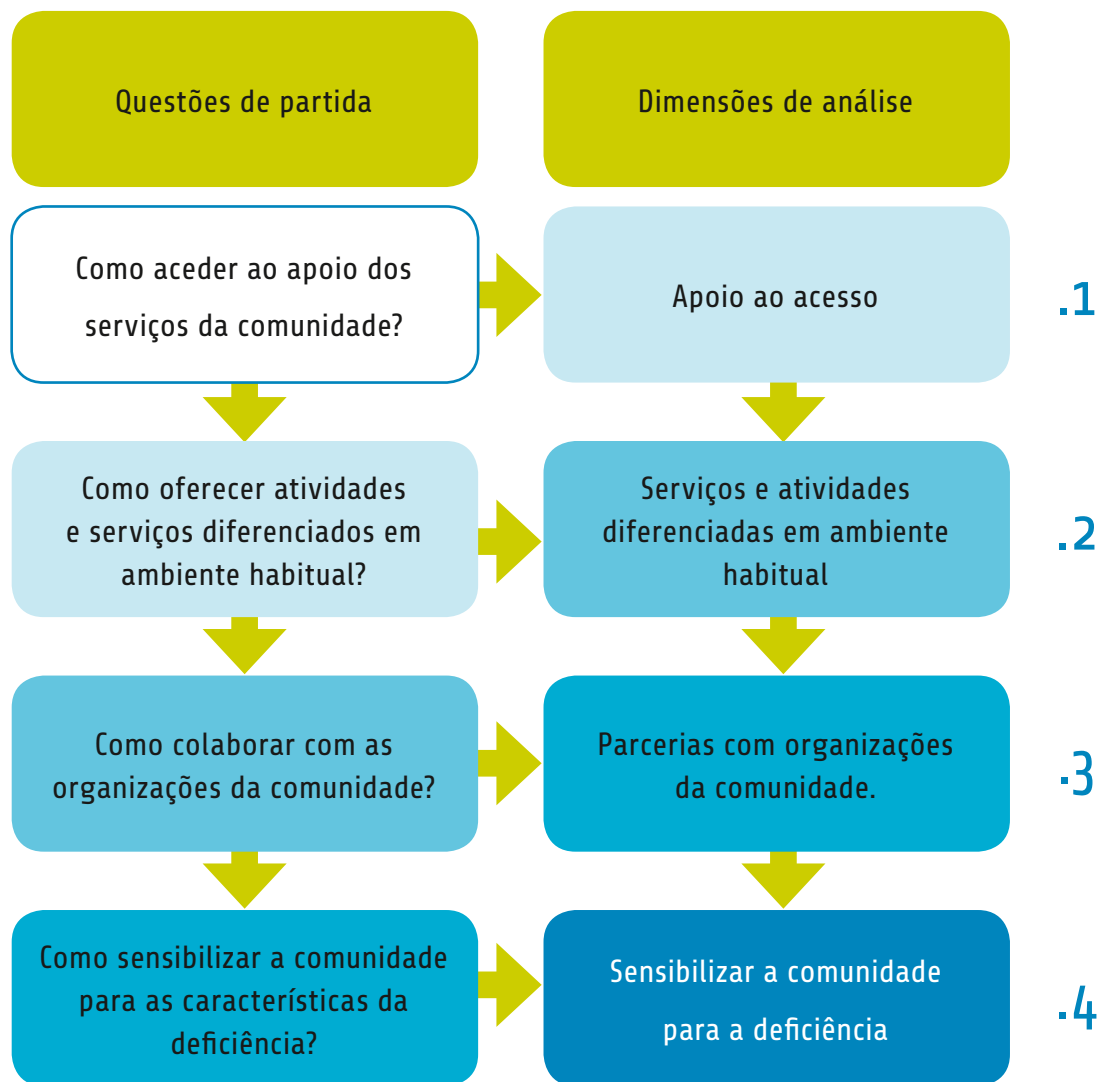 Questões de partida
Dimensões de análise
Como aceder ao apoio dos
serviços da comunidade?
Apoio ao acesso
.1
Como oferecer atividades
e serviços diferenciados em
ambiente habitual?
Serviços e atividades
diferenciadas em ambiente
habitual
.2
Como colaborar com as
organizações da comunidade?
Parcerias com organizações
da comunidade.
.3
Como sensibilizar a comunidade
para as características da
deficiência?
Sensibilizar a comunidade
para a deficiência
.4